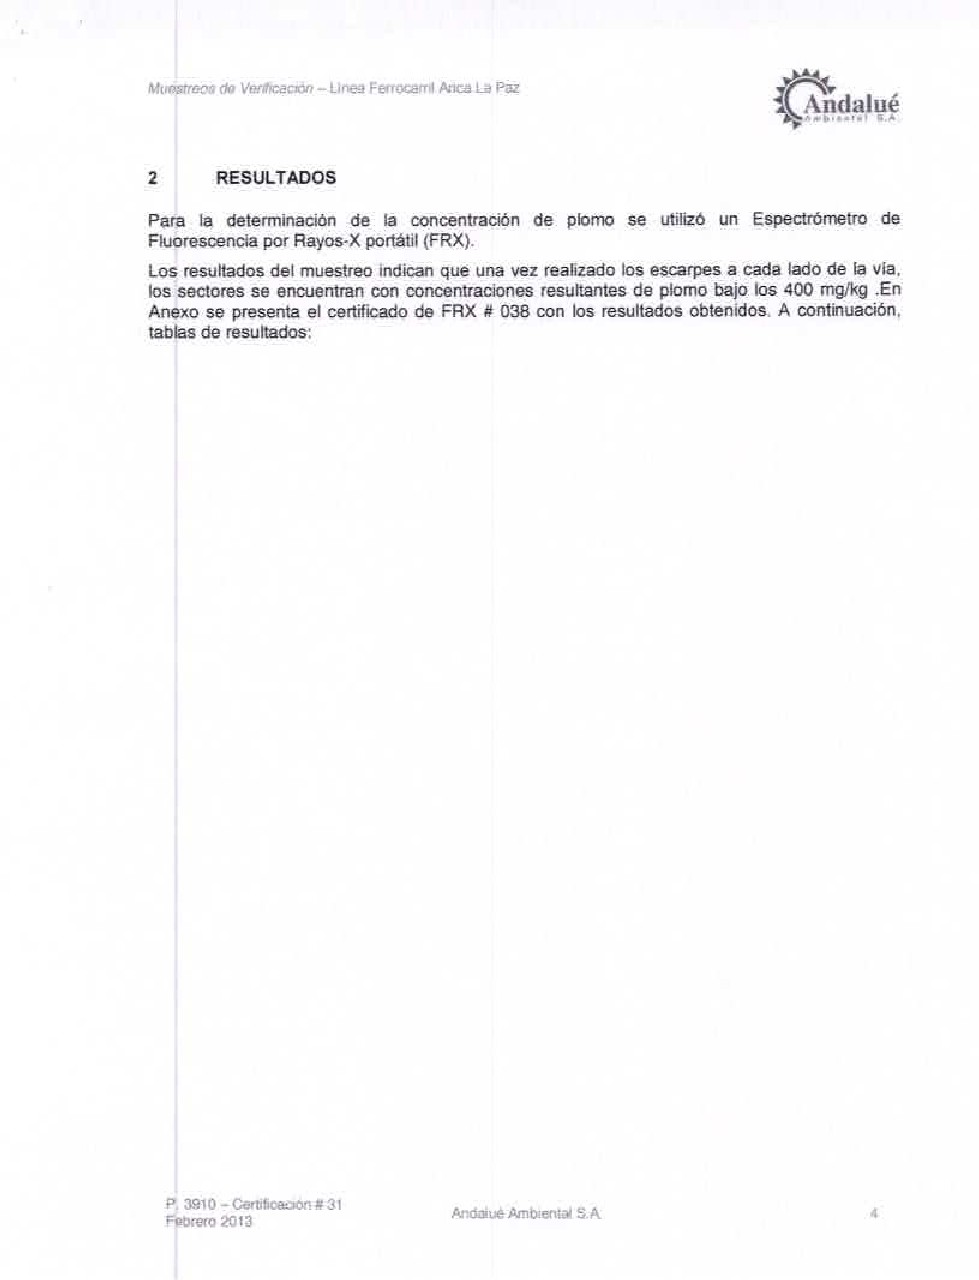 Muestreos de Verificación – Línea Ferrocarril Arica La Paz
Andalué
Ambiental S.A.
2 RESULTADOS
Para la determinación de la concentración de plomo se utilizó un Espectrómetro de
Fluorescencia por Rayos-X portátil (FRX).
Los resultados del muestreo indican que una vez realizado los escarpes a cada lado de la vía,
los sectores se encuentran con concentraciones resultantes de plomo bajo los 400 mg/kg .En
Anexo se presenta el certificado de FRX # 038 con los resultados obtenidos. A continuación,
tablas de resultados:
P. 3910 – Certificación # 31
Febrero 2013
Andalué Ambiental S.A.
4